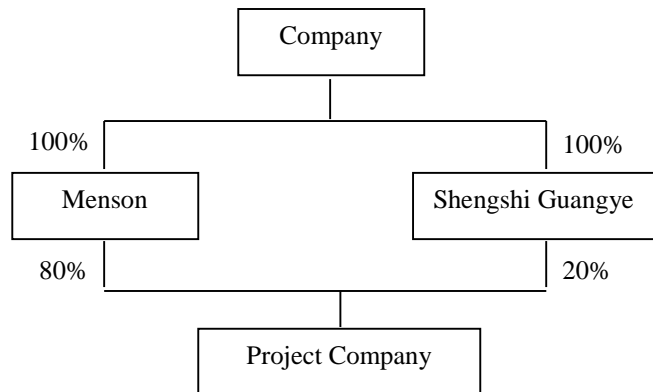 Company
100%
100%
Menson
Shengshi Guangye
80%
20%
Project Company